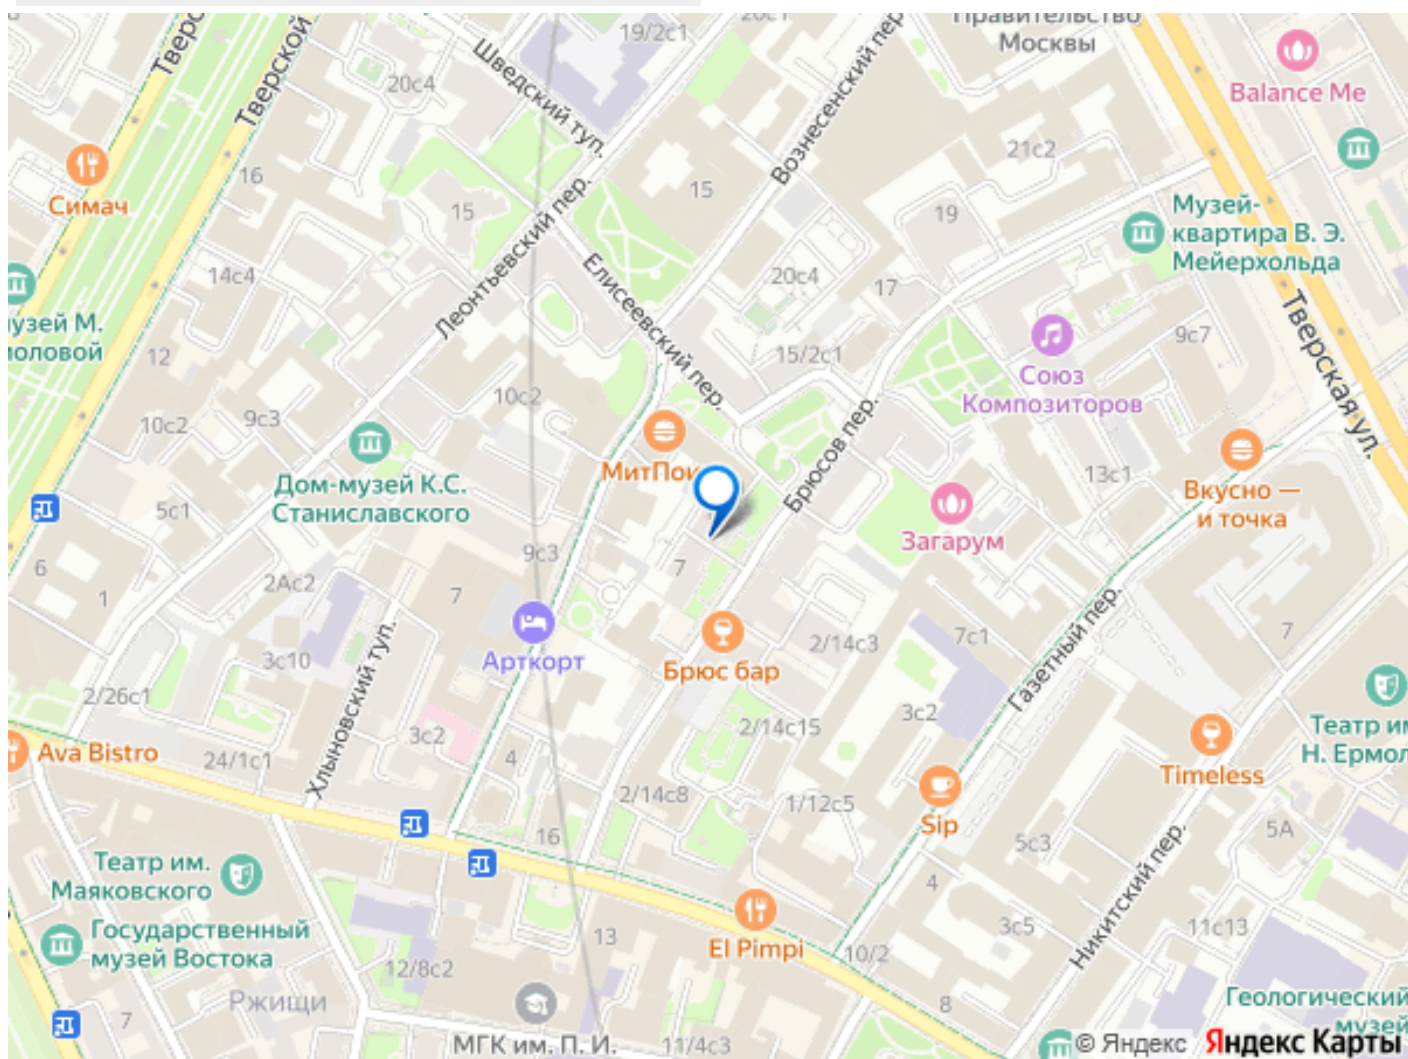 19/2с1
Правительство
Москвы
Balance Me
Тверской
Шведский туп.
20с4
Вознесенский пер.
21с2
16
Симач
15
15
19
Музей-
квартира В. Э.
Мейерхольда
Леонтьевский пер.
Елисеевский пер.
14с4
20с4
17
Тверская ул.
12
15/2с1
9с7
Союз
Композиторов
10с2
10с2
9с3
Брюсов пер.
МитПои
Дом-музей К.С.
Станиславского
13с1
Вкусно —
и точка
5с1
Загарум
9с3
6
1
2Ас2
7
7
Газетный пер.
7с1
7
Арткорт
Брюс бар
2/14с3
3с10
2/26с1
Хлыновский туп.
3с2
4
2/14с15
3с2
Ava Bistro
24/1с1
Timeless
2/14с8
1/12с5
16
Sip
5с3
5А
Театр им.
Маяковского
Никитский пер.
4
Государственный
музей Востока
13
El Pimpi
10/2
3с5
11с13
12/8с2
Ржищи
7
8
Геологический
музей
МГК им. П. И.
11/4с3
© Яндекс Яндекс Карты